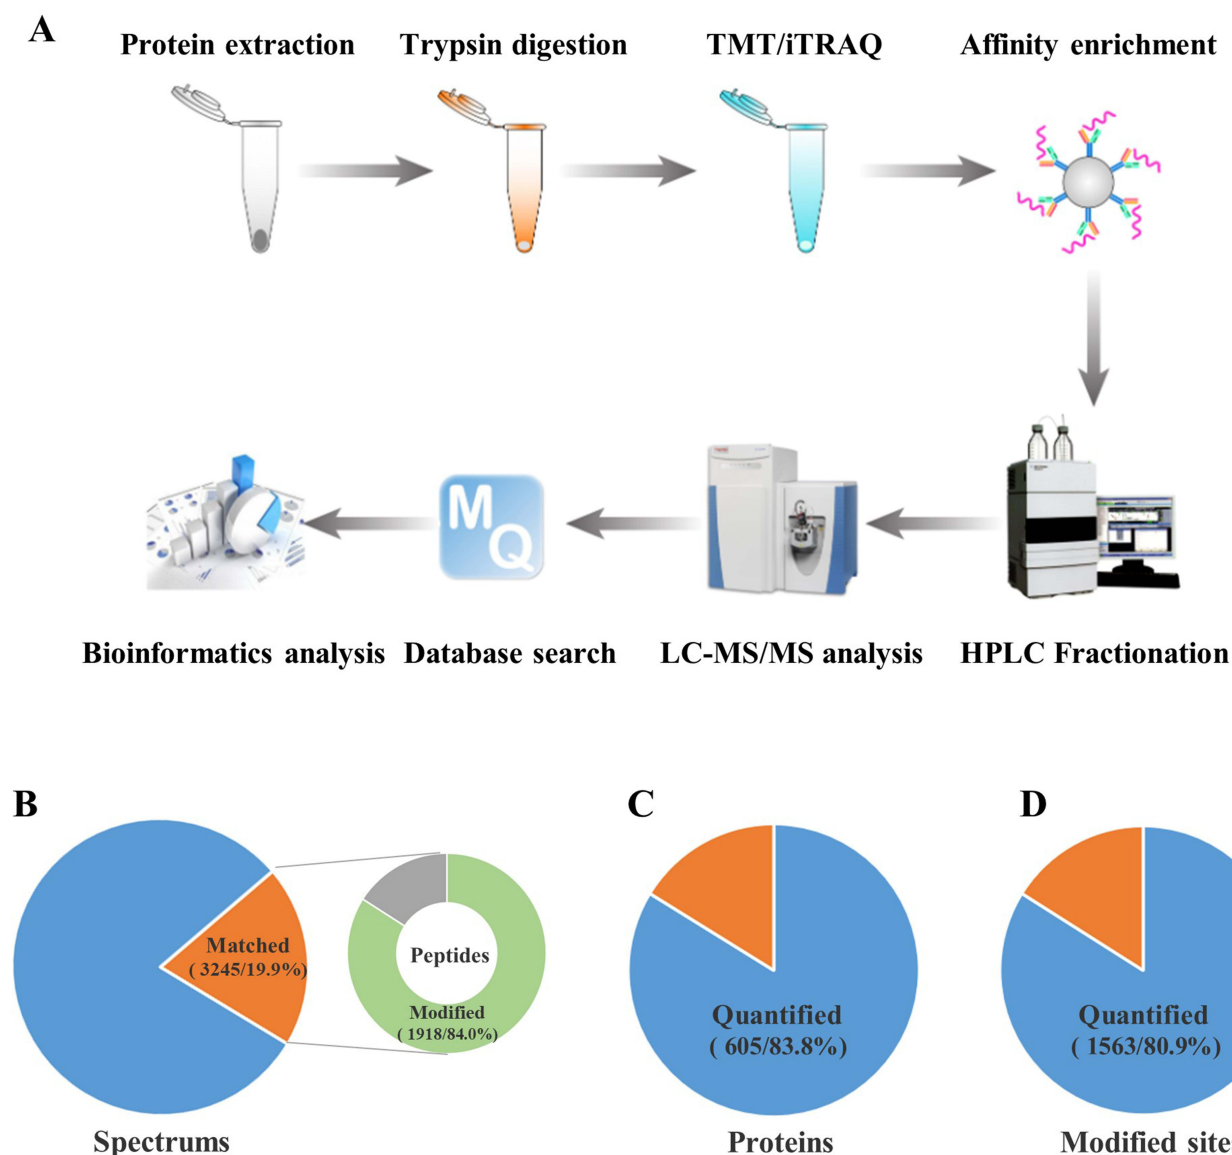 A
Protein extraction
Trypsin digestion
TMT/iTRAQ
Affinity enrichment
M
Q
Bioinformatics analysis
Database search
LC-MS/MS analysis
HPLC Fractionation
B
C
D
Matched
( 3245/19.9%)
Peptides
Modified
( 1918/84.0%)
Quantified
( 605/83.8%)
Quantified
( 1563/80.9%)
Spectrums
Proteins
Modified site